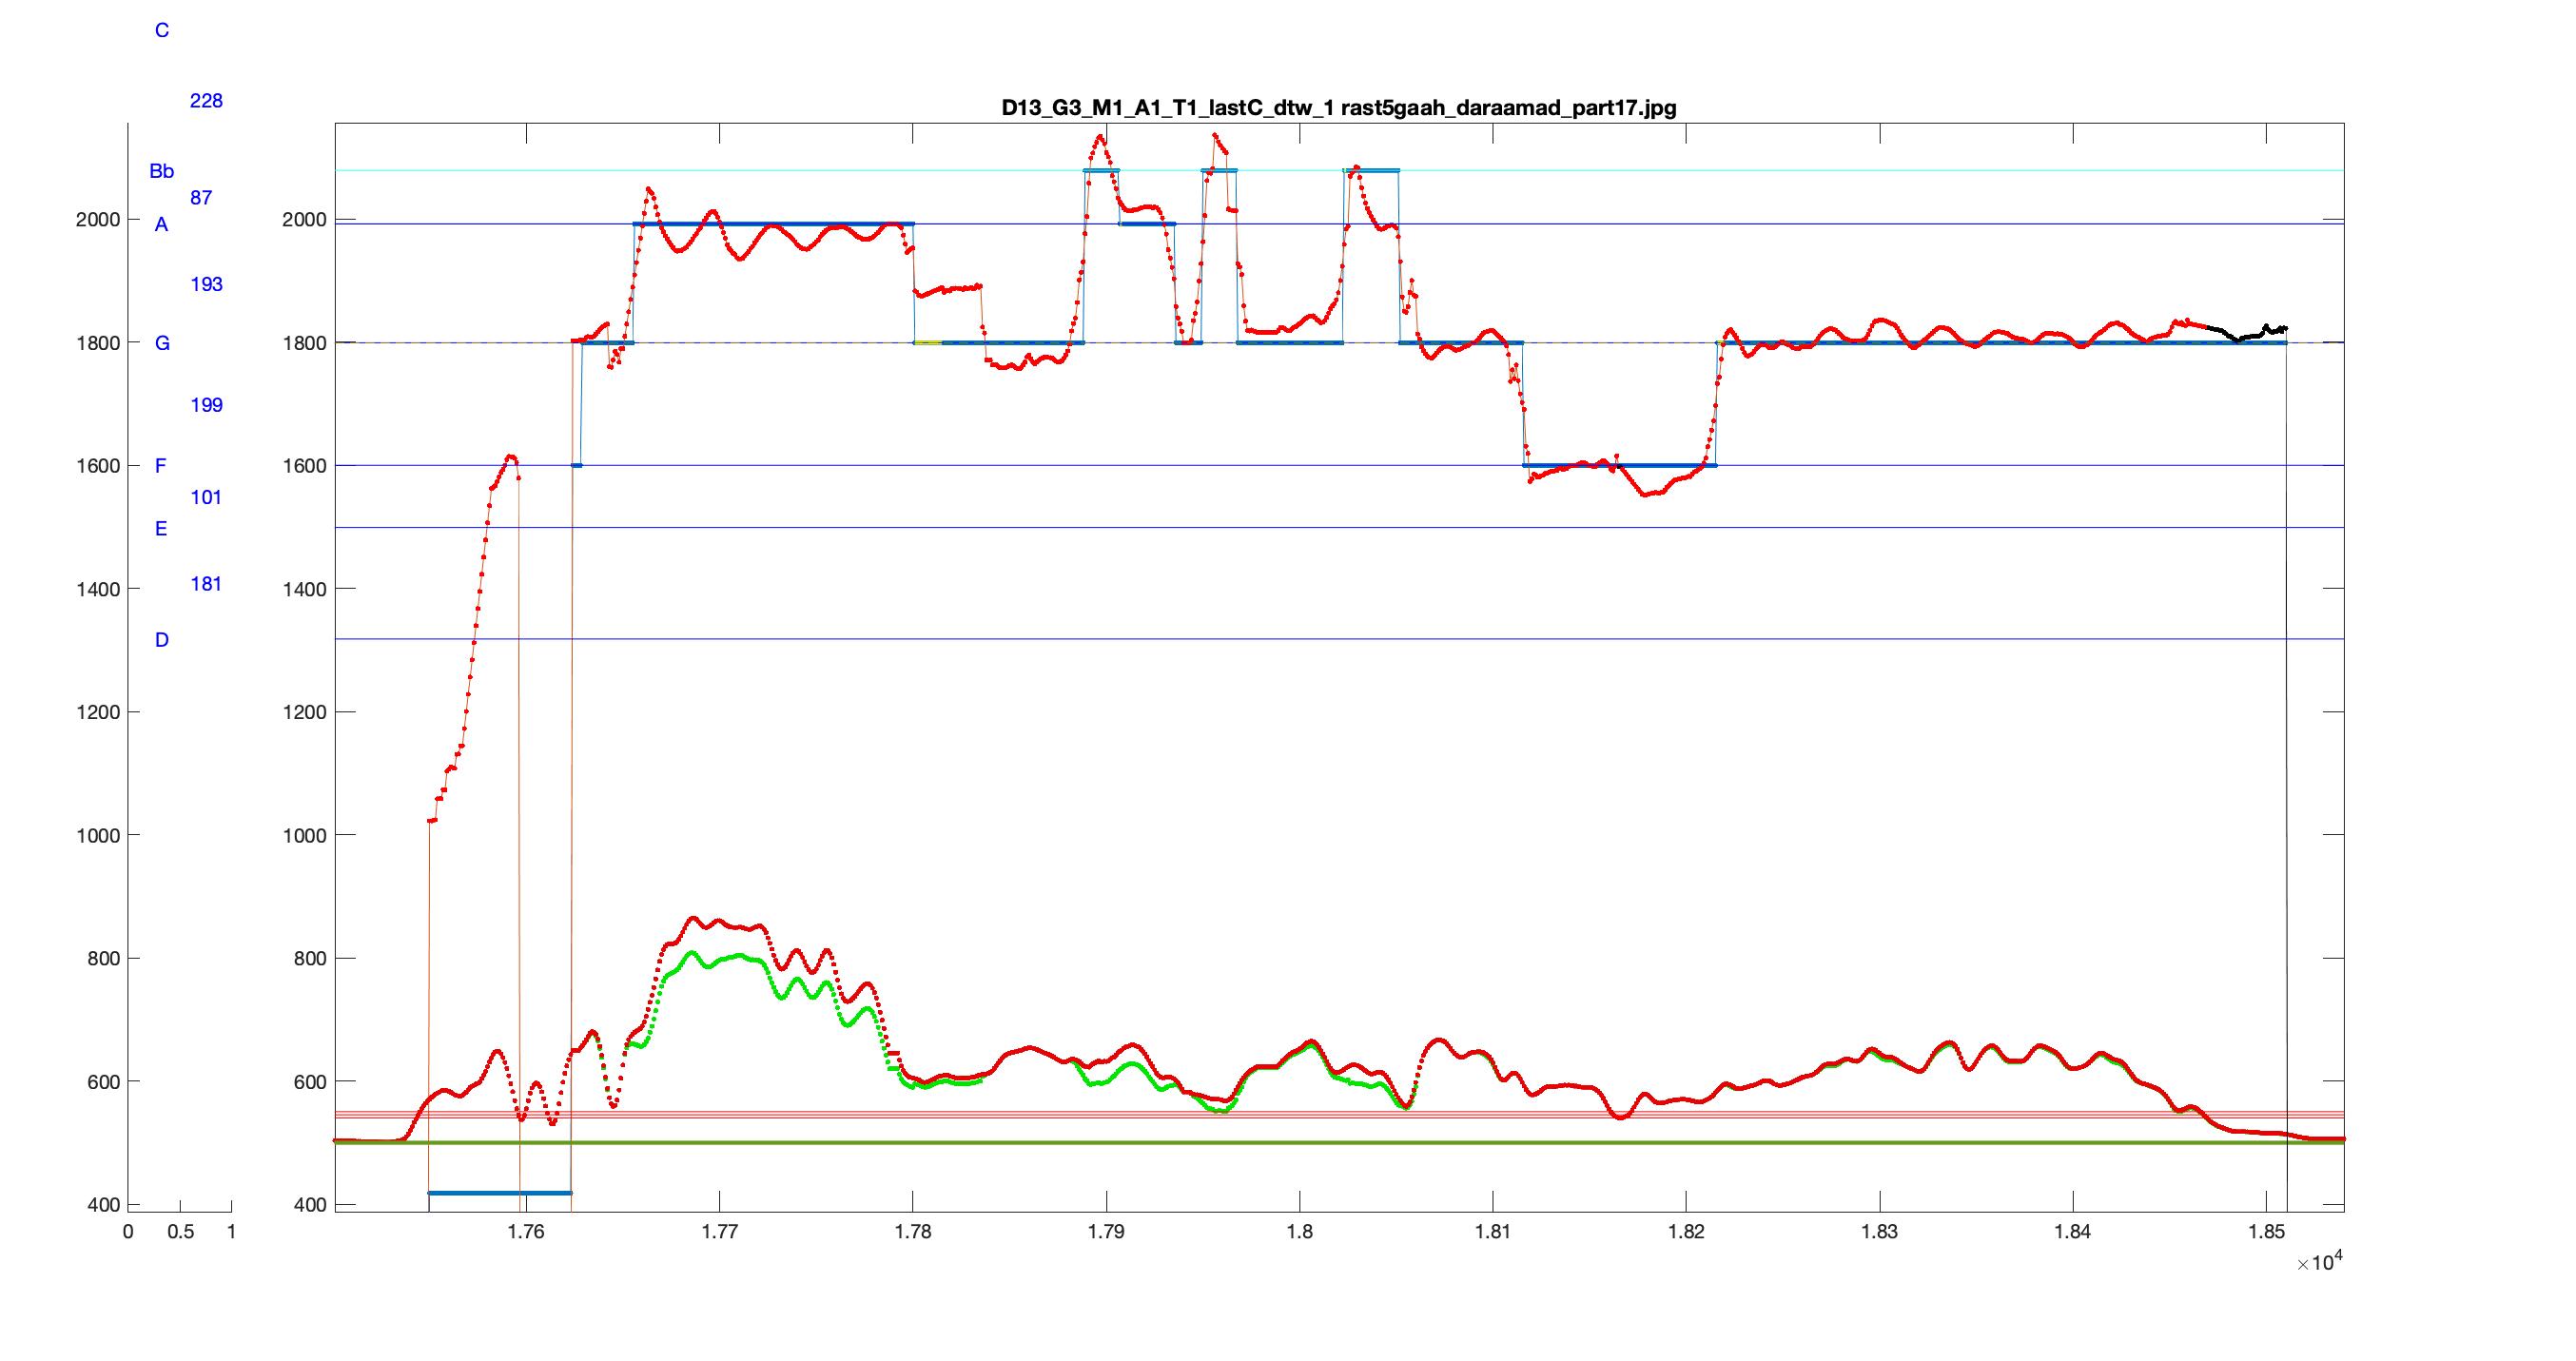 C
228
D13_G3_M1_A1_T1_lastC_dtw_1 rast5gaah_daraamad_part17.jpg
Bb
87
2000 A 2000
193
1800 G 1800
199
1600 F 1600
101
E
1400 181 1400
D
1200 1200
1000 1000
800 800
600 600
400 400
0 0.5 1 1.76 1.77 1.78 1.79 1.8 1.81 1.82 1.83 1.84 1.85
×10⁴